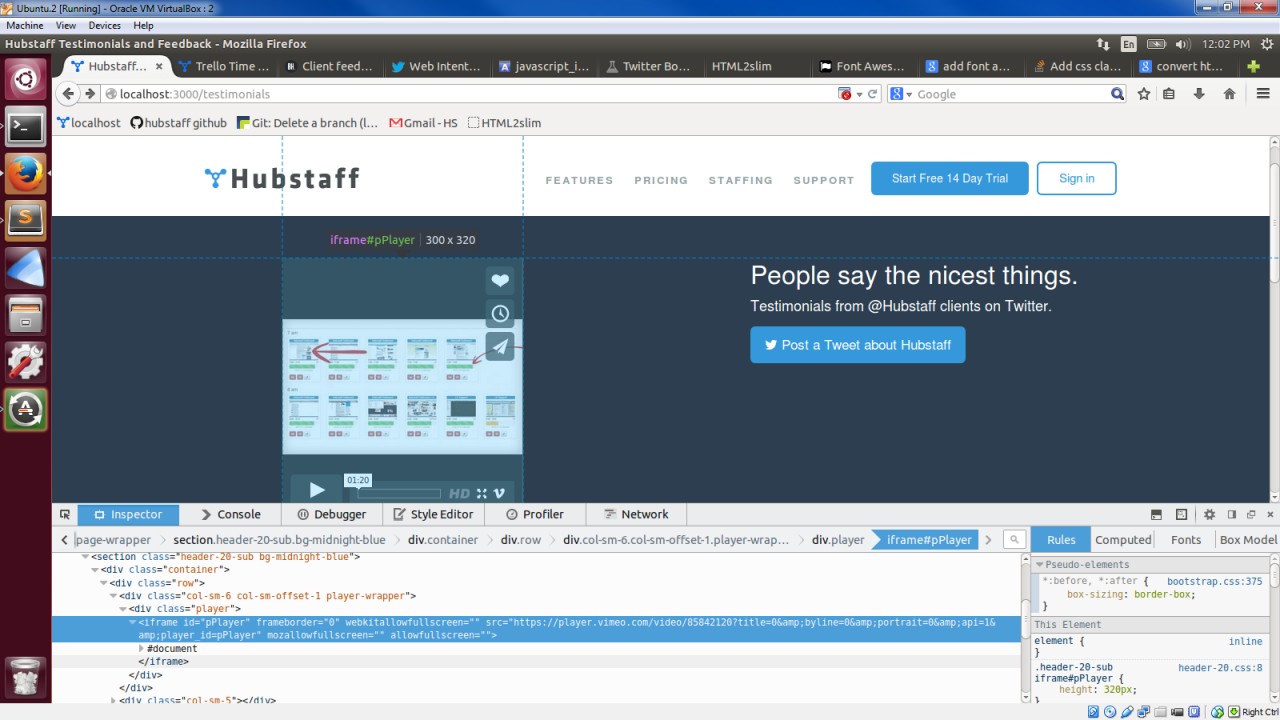 Ubuntu.2 [Running] - Oracle VM VirtualBox : 2
Machine View Devices Help
Hubstaff Testimonials and Feedback - Mozilla Firefox
En
12:02 PM
Hubstaff...
Trello Time ...
Client feed...
Web Intent...
javascript_i...
Twitter Bo...
HTML2slim
Font Awes...
add font a...
Add css cla...
convert ht...
localhost:3000/testimonials
Google
localhost
hubstaff github
Git: Delete a branch (l...
Gmail - HS
HTML2slim
Hubstaff
FEATURES
PRICING
STAFFING
SUPPORT
Start Free 14 Day Trial
Sign in
iframe#pPlayer 300 x 320
People say the nicest things.
Testimonials from @Hubstaff clients on Twitter.
Post a Tweet about Hubstaff
01:20
HD
Inspector
Console
Debugger
Style Editor
Profiler
Network
page-wrapper
section.header-20-sub.bg-midnight-blue
div.container
div.row
div.col-sm-6.col-sm-offset-1.player-wrap...
div.player
iframe#pPlayer
Rules
Computed
Fonts
Box Model
<section class="header-20-sub bg-midnight-blue">
<div class="container">
<div class="row">
<div class="col-sm-6 col-sm-offset-1 player-wrapper">
<div class="player">
<iframe id="pPlayer" frameborder="0" webkitallowfullscreen="" src="https://player.vimeo.com/video/85842120?title=0&amp;byline=0&amp;portrait=0&amp;api=1&
amp;player_id=pPlayer" mozallowfullscreen="" allowfullscreen="">
#document
</iframe>
</div>
</div>
<div class="col-sm-5"></div>
Pseudo-elements
*:before, *:after { bootstrap.css:375
box-sizing: border-box;
}
This Element
element { inline
}
.header-20-sub header-20.css:8
iframe#pPlayer {
height: 320px;
}
Right Ctrl